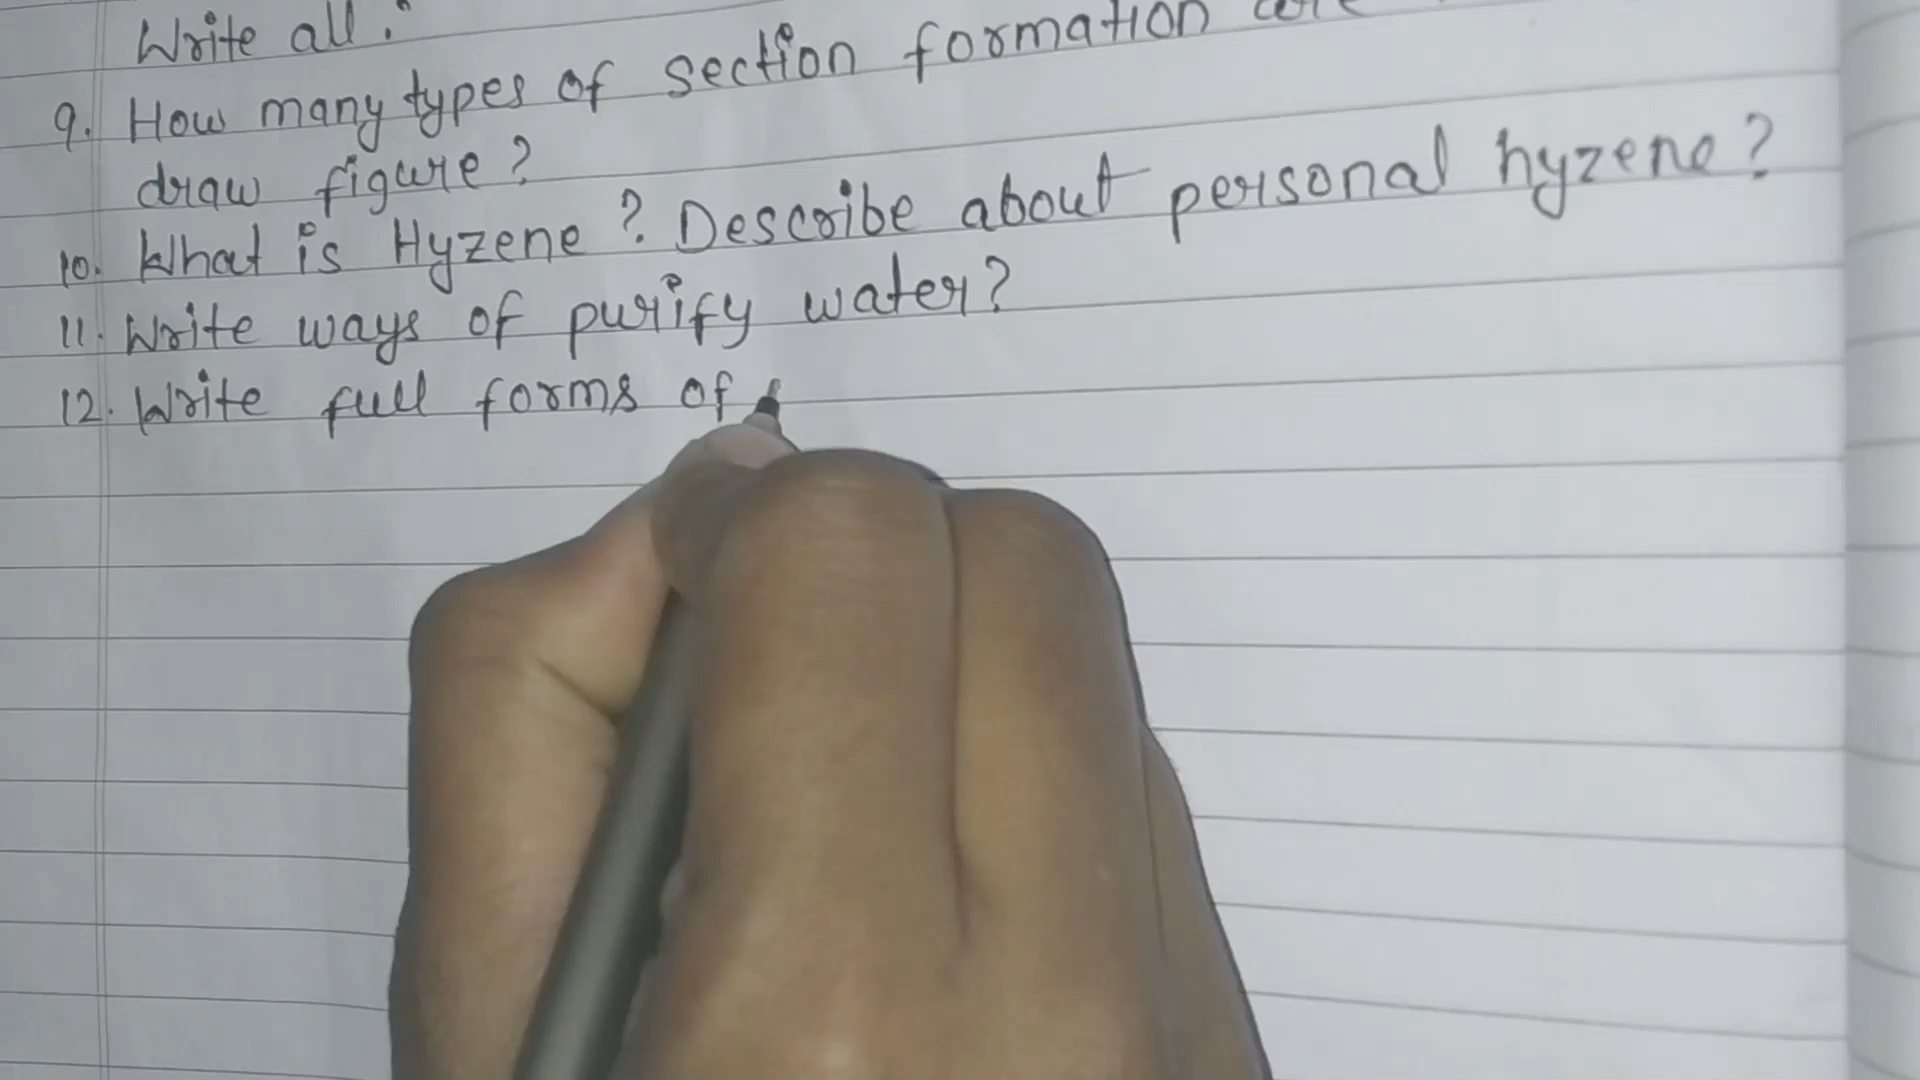 Write all.
9. How many types of section formation
draw figure?
10. What is Hyzene? Describe about personal hyzene?
11. Write ways of purify water?
12. Write full forms of